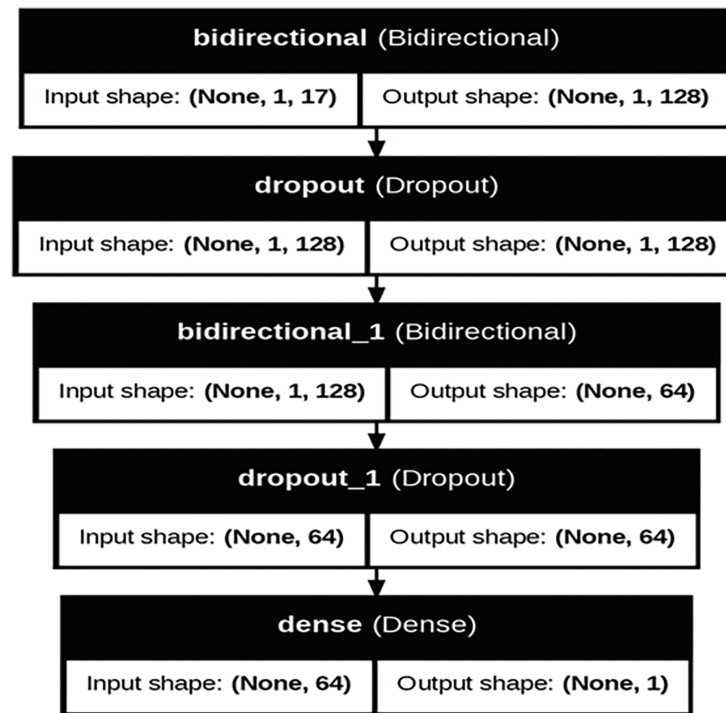 bidirectional (Bidirectional)
Input shape: (None, 1, 17) Output shape: (None, 1, 128)
dropout (Dropout)
Input shape: (None, 1, 128) Output shape: (None, 1, 128)
bidirectional_1 (Bidirectional)
Input shape: (None, 1, 128) Output shape: (None, 64)
dropout_1 (Dropout)
Input shape: (None, 64) Output shape: (None, 64)
dense (Dense)
Input shape: (None, 64) Output shape: (None, 1)